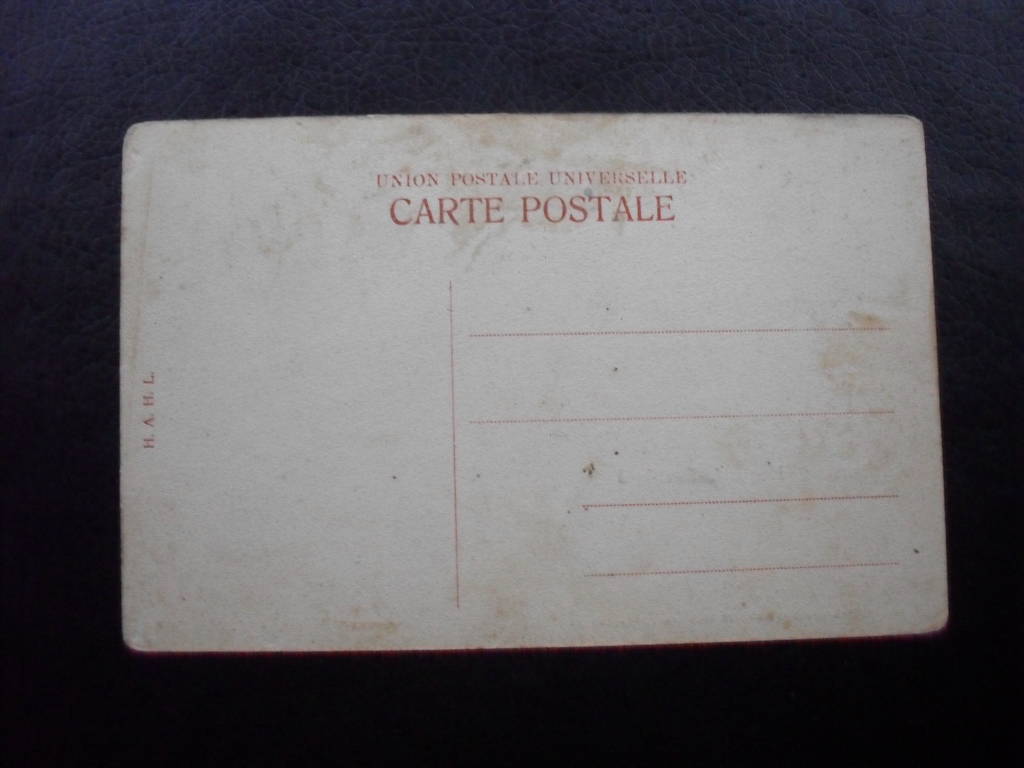 UNION POSTALE UNIVERSELLE
CARTE POSTALE
H. A. H. L.